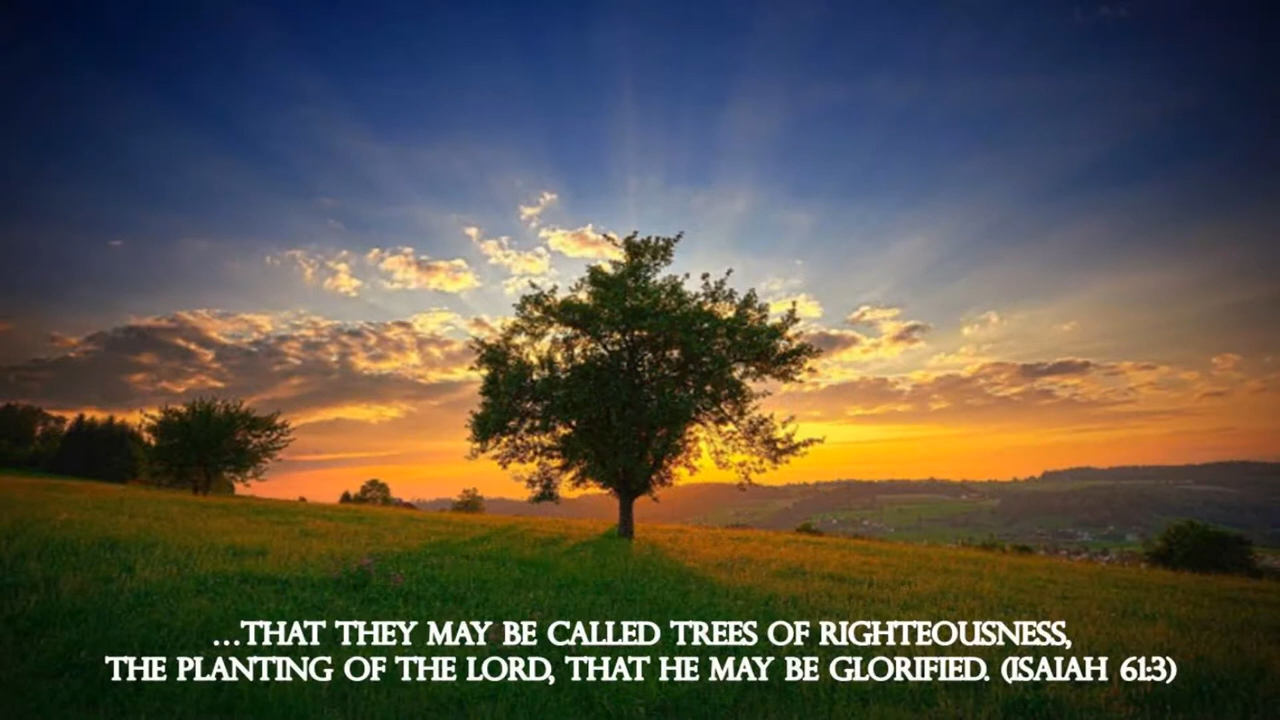 ...THAT THEY MAY BE CALLED TREES OF RIGHTEOUSNESS,
THE PLANTING OF THE LORD, THAT HE MAY BE GLORIFIED. (ISAIAH 61:3)